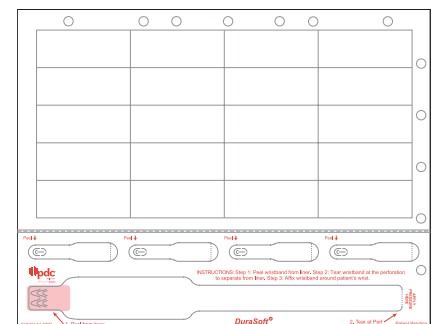 Peel Peel Peel Peel
pdc
INSTRUCTIONS: Step 1: Peel wristband from liner. Step 2: Tear wristband at the perforation
to separate from liner. Step 3: Affix wristband around patient's wrist.
DuraSoft®
2. Tear at Perf